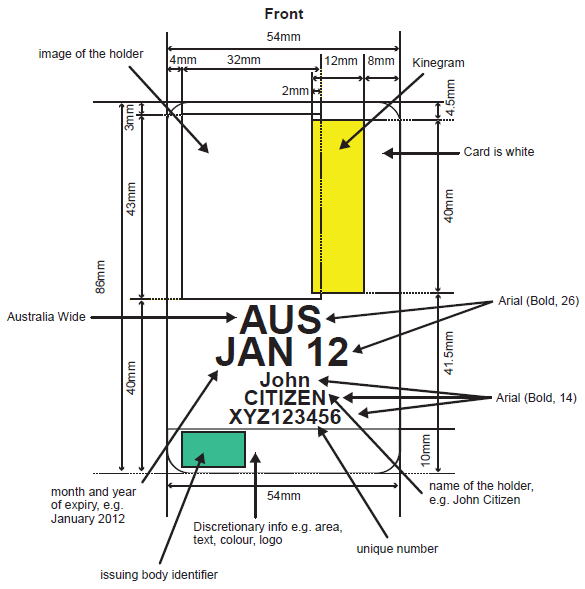 Front
54mm
image of the holder
4mm
32mm
12mm
8mm
Kinegram
2mm
4.5mm
3mm
Card is white
43mm
40mm
86mm
Australia Wide
AUS
Arial (Bold, 26)
JAN 12
41.5mm
40mm
John
CITIZEN
Arial (Bold, 14)
XYZ123456
10mm
month and year
of expiry, e.g.
January 2012
54mm
name of the holder,
e.g. John Citizen
Discretionary info e.g. area,
text, colour, logo
unique number
issuing body identifier